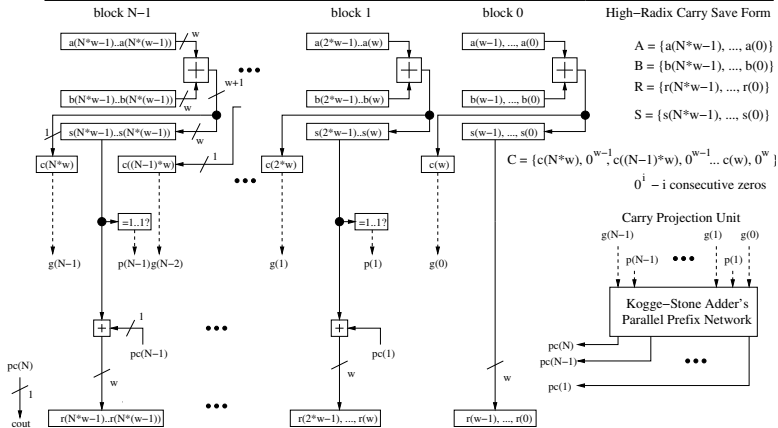 block N−1
block 1
block 0
High−Radix Carry Save Form
a(N*w−1)..a(N*(w−1))
w
a(2*w−1)..a(w)
a(w−1), ..., a(0)
A = {a(N*w−1), ..., a(0)}
B = {b(N*w−1), ..., b(0)}
w+1
R = {r(N*w−1), ..., r(0)}
b(N*w−1)..b(N*(w−1))
w
b(2*w−1)..b(w)
b(w−1), ..., b(0)
S = {s(N*w−1), ..., s(0)}
1
s(N*w−1)..s(N*(w−1))
w
s(2*w−1)..s(w)
s(w−1), ..., s(0)
c(N*w)
c((N−1)*w)
1
c(2*w)
c(w)
C = {c(N*w), 0^{w−1}, c((N−1)*w), 0^{w−1}... c(w), 0^w }
0^i − i consecutive zeros
=1..1?
=1..1?
Carry Projection Unit
g(N−1)
g(1)
g(0)
g(N−1)
p(N−1)
g(N−2)
g(1)
p(1)
g(0)
p(N−1)
p(1)
Kogge−Stone Adder's
Parallel Prefix Network
+
1
+
pc(N−1)
pc(1)
pc(N)
pc(N−1)
pc(1)
pc(N)
1
w
w
w
cout
r(N*w−1)..r(N*(w−1))
r(2*w−1), ..., r(w)
r(w−1), ..., r(0)